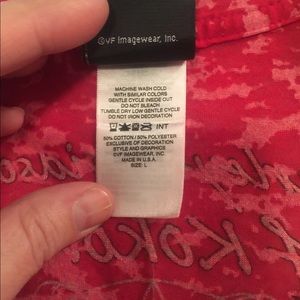 ©VF Imagewear, Inc.
MACHINE WASH COLD
WITH SIMILAR COLORS
GENTLE CYCLE INSIDE OUT
DO NOT BLEACH
TUMBLE DRY LOW GENTLE CYCLE
DO NOT IRON DECORATION
INT
50% COTTON / 50% POLYESTER
EXCLUSIVE OF DECORATION
STYLE AND GRAPHICS
©VF IMAGEWEAR, INC.
MADE IN U.S.A.
SIZE: L